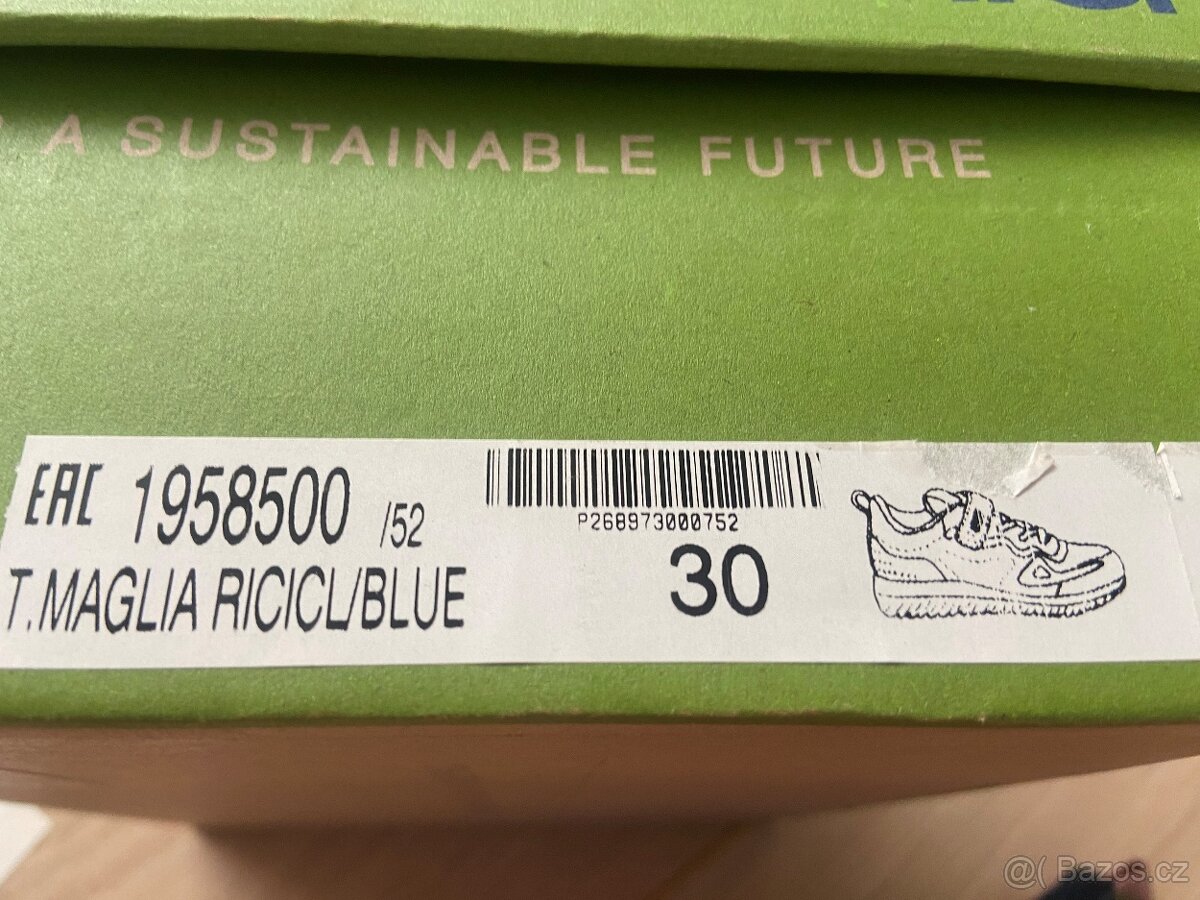 A SUSTAINABLE FUTURE
EAC 1958500 /52
P268973000752
T.MAGLIA RICICL/BLUE
30
@( Bazos.cz